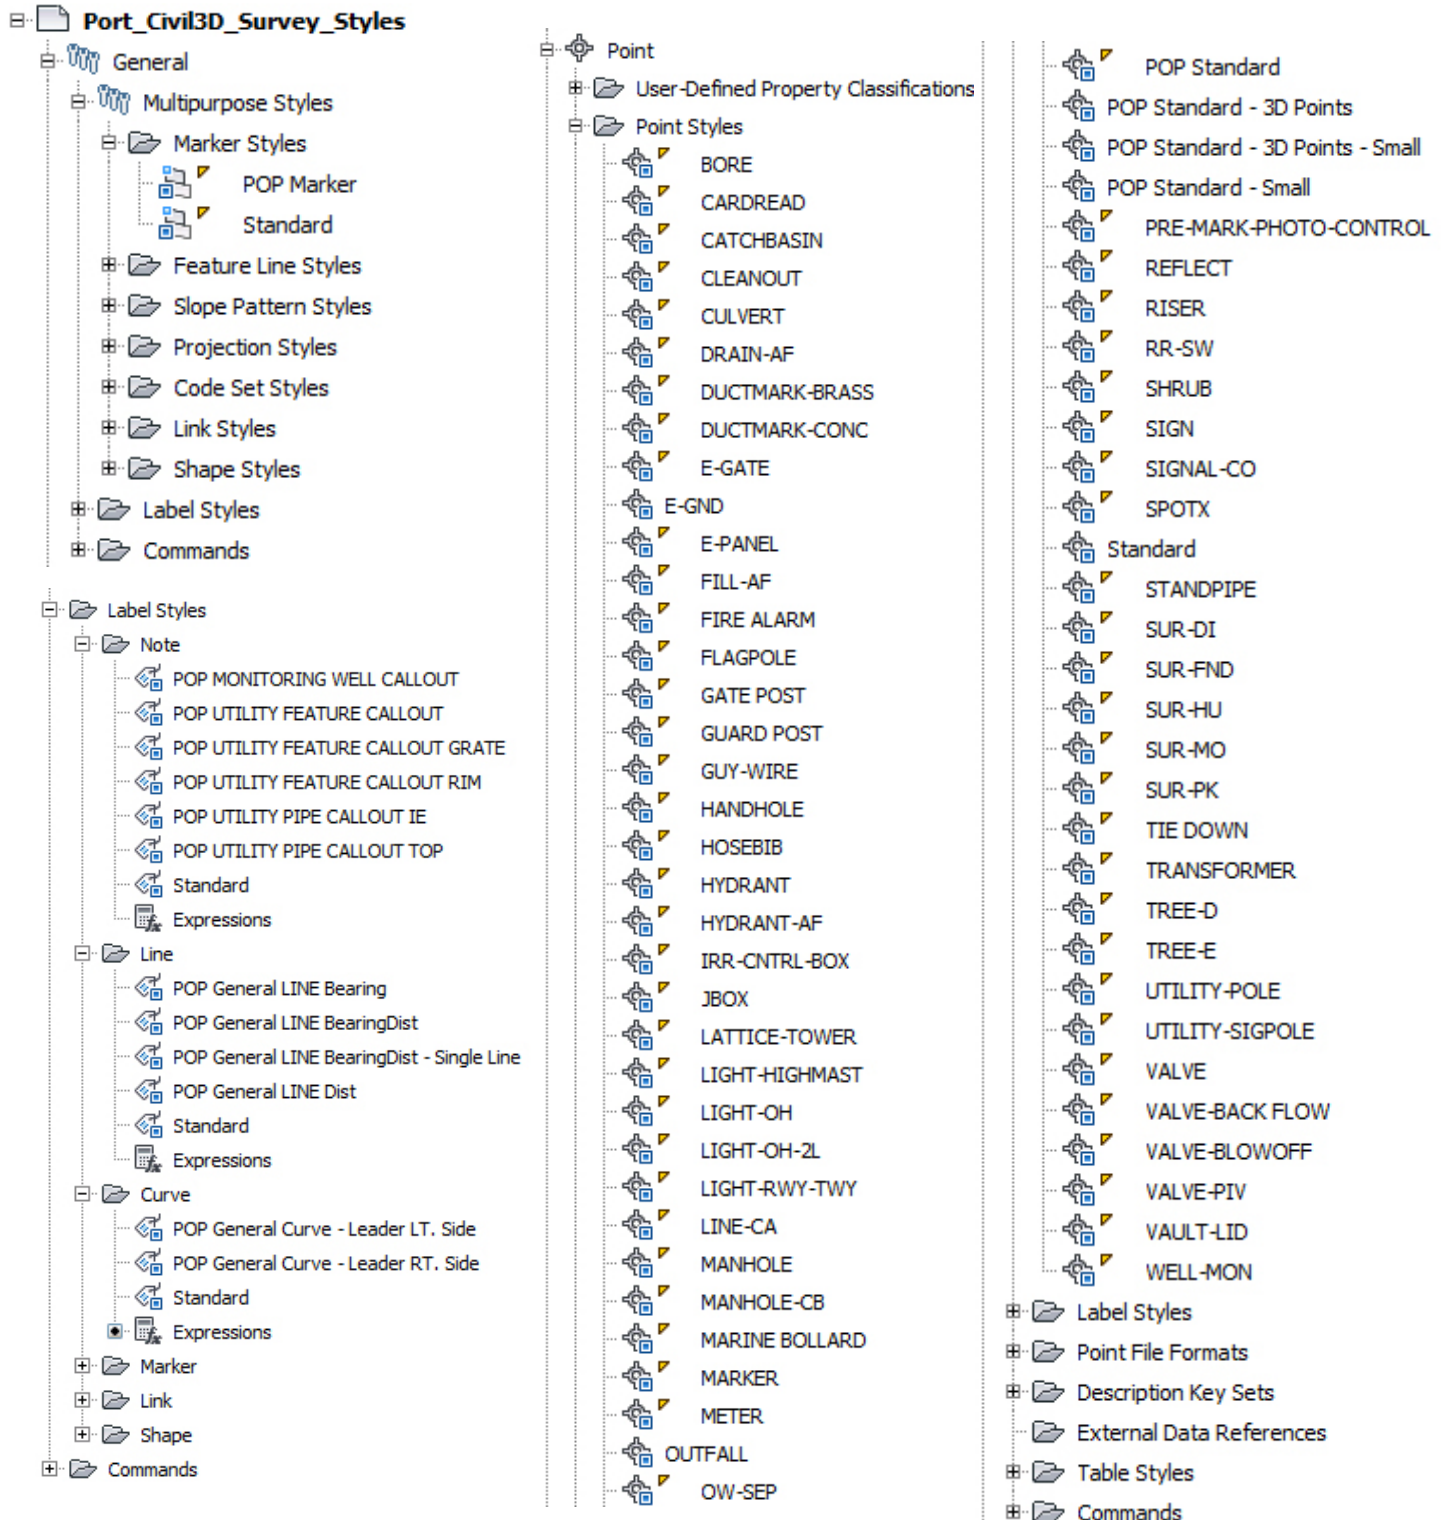 Port_Civil3D_Survey_Styles
General
Multipurpose Styles
Marker Styles
POP Marker
Standard
Feature Line Styles
Slope Pattern Styles
Projection Styles
Code Set Styles
Link Styles
Shape Styles
Label Styles
Commands
Label Styles
Note
POP MONITORING WELL CALLOUT
POP UTILITY FEATURE CALLOUT
POP UTILITY FEATURE CALLOUT GRATE
POP UTILITY FEATURE CALLOUT RIM
POP UTILITY PIPE CALLOUT IE
POP UTILITY PIPE CALLOUT TOP
Standard
Expressions
Line
POP General LINE Bearing
POP General LINE BearingDist
POP General LINE BearingDist - Single Line
POP General LINE Dist
Standard
Expressions
Curve
POP General Curve - Leader LT. Side
POP General Curve - Leader RT. Side
Standard
Expressions
Marker
Link
Shape
Commands
Point
User-Defined Property Classifications
Point Styles
BORE
CARDREAD
CATCHBASIN
CLEANOUT
CULVERT
DRAIN-AF
DUCTMARK-BRASS
DUCTMARK-CONC
E-GATE
E-GND
E-PANEL
FILL-AF
FIRE ALARM
FLAGPOLE
GATE POST
GUARD POST
GUY-WIRE
HANDHOLE
HOSEBIB
HYDRANT
HYDRANT-AF
IRR-CNTRL-BOX
JBOX
LATTICE-TOWER
LIGHT-HIGHMAST
LIGHT-OH
LIGHT-OH-2L
LIGHT-RWY-TWY
LINE-CA
MANHOLE
MANHOLE-CB
MARINE BOLLARD
MARKER
METER
OUTFALL
OW-SEP
POP Standard
POP Standard - 3D Points
POP Standard - 3D Points - Small
POP Standard - Small
PRE-MARK-PHOTO-CONTROL
REFLECT
RISER
RR-SW
SHRUB
SIGN
SIGNAL-CO
SPOTX
Standard
STANDPIPE
SUR-DI
SUR-FND
SUR-HU
SUR-MO
SUR-PK
TIE DOWN
TRANSFORMER
TREE-D
TREE-E
UTILITY-POLE
UTILITY-SIGPOLE
VALVE
VALVE-BACK FLOW
VALVE-BLOWOFF
VALVE-PIV
VAULT-LID
WELL-MON
Label Styles
Point File Formats
Description Key Sets
External Data References
Table Styles
Commands